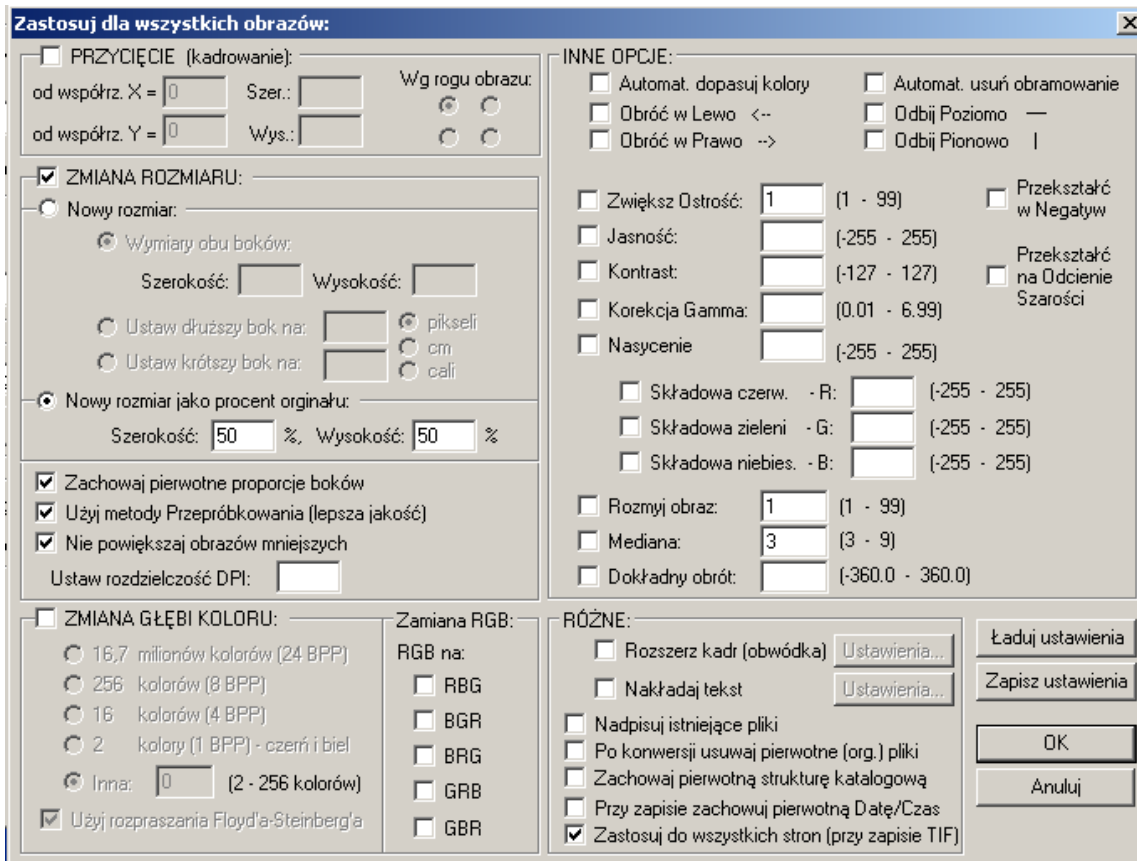 Zastosuj dla wszystkich obrazów:
PRZYCIĘCIE (kadrowanie):
od współrz. X = 0 Szer.:
od współrz. Y = 0 Wys.:
Wg rogu obrazu:
ZMIANA ROZMIARU:
Nowy rozmiar:
Wymiary obu boków:
Szerokość: Wysokość:
Ustaw dłuższy bok na:
Ustaw krótszy bok na:
pikseli
cm
cali
Nowy rozmiar jako procent orginału:
Szerokość: 50 %, Wysokość: 50 %
Zachowaj pierwotne proporcje boków
Użyj metody Przepróbkowania (lepsza jakość)
Nie powiększaj obrazów mniejszych
Ustaw rozdzielczość DPI:
ZMIANA GŁĘBI KOLORU:
16,7 milionów kolorów (24 BPP)
256 kolorów (8 BPP)
16 kolorów (4 BPP)
2 kolory (1 BPP) - czerń i biel
Inna: 0 (2 - 256 kolorów)
Użyj rozpraszania Floyd'a-Steinberg'a
Zamiana RGB:
RGB na:
RBG
BGR
BRG
GRB
GBR
INNE OPCJE:
Automat. dopasuj kolory
Obróć w Lewo <--
Obróć w Prawo -->
Automat. usuń obramowanie
Odbij Poziomo —
Odbij Pionowo |
Zwiększ Ostrość: 1 (1 - 99)
Jasność: (-255 - 255)
Kontrast: (-127 - 127)
Korekcja Gamma: (0.01 - 6.99)
Nasycenie (-255 - 255)
Przekształć
w Negatyw
Przekształć
na Odcienie
Szarości
Składowa czerw. - R: (-255 - 255)
Składowa zieleni - G: (-255 - 255)
Składowa niebies. - B: (-255 - 255)
Rozmyj obraz: 1 (1 - 99)
Mediana: 3 (3 - 9)
Dokładny obrót: (-360.0 - 360.0)
RÓŻNE:
Rozszerz kadr (obwódka) Ustawienia...
Nakładaj tekst Ustawienia...
Nadpisuj istniejące pliki
Po konwersji usuwaj pierwotne (org.) pliki
Zachowaj pierwotną strukturę katalogową
Przy zapisie zachowuj pierwotną Datę/Czas
Zastosuj do wszystkich stron (przy zapisie TIF)
Ładuj ustawienia
Zapisz ustawienia
OK
Anuluj